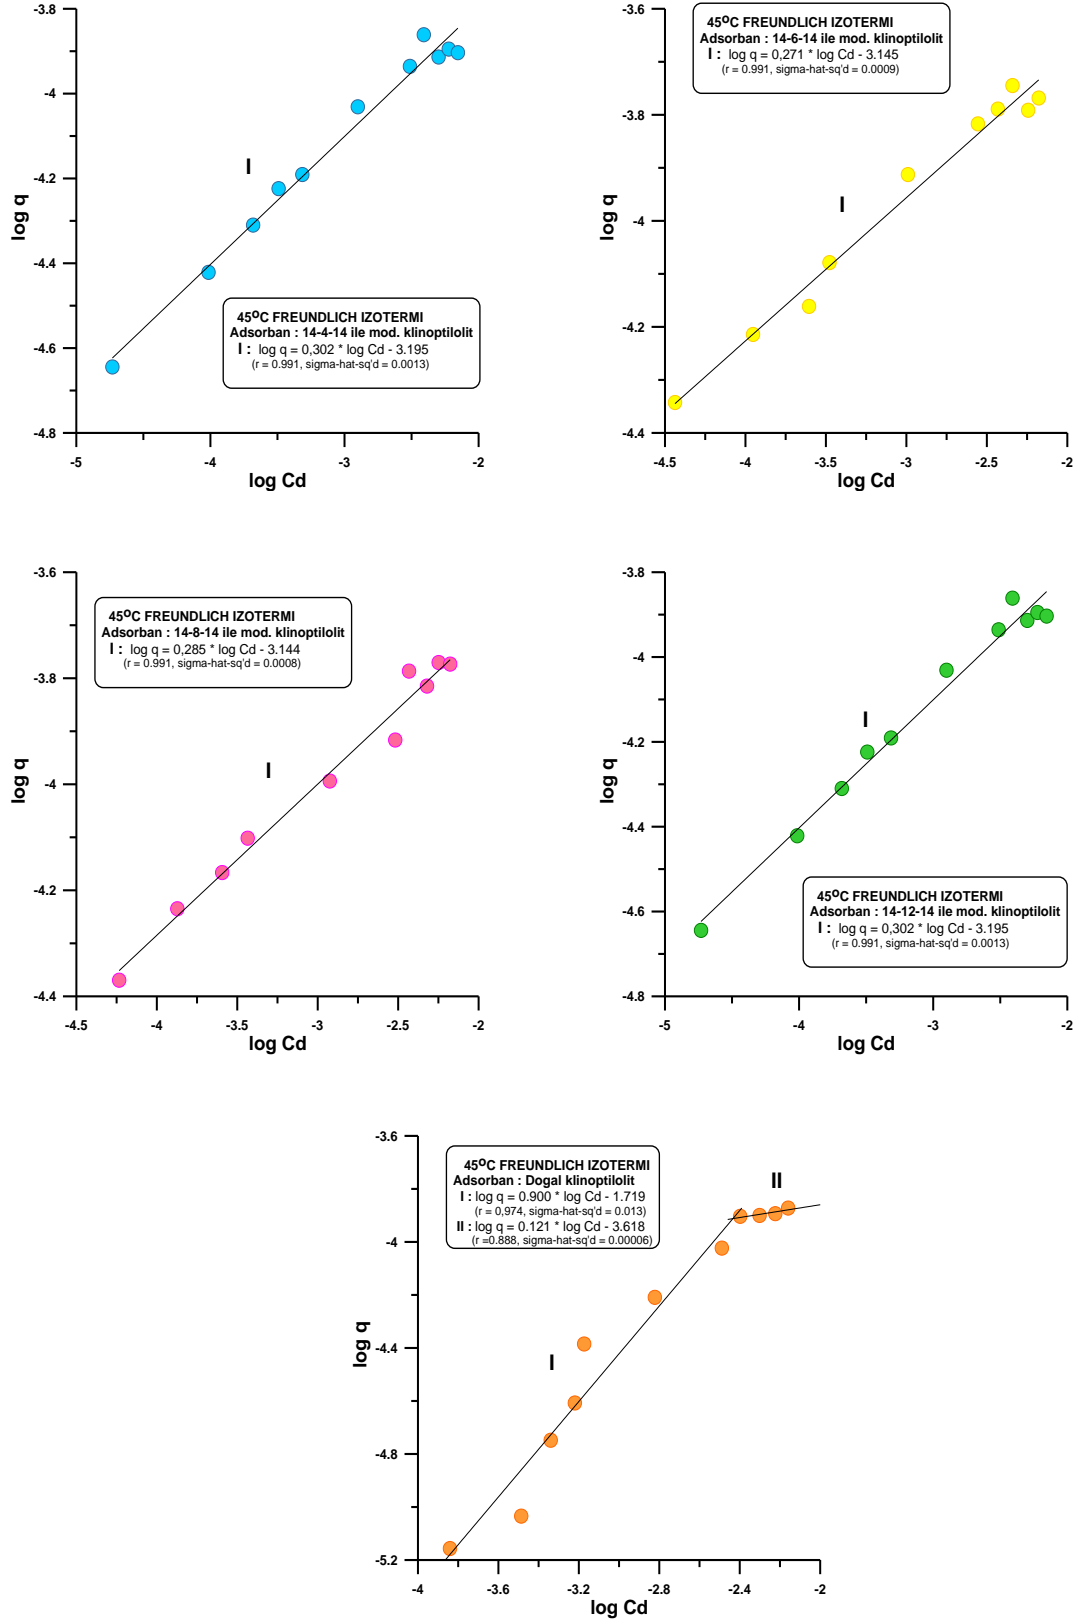 -3.8
-4
-4.2
-4.4
-4.6
-4.8
log q
I
45OC FREUNDLICH IZOTERMI
Adsorban : 14-4-14 ile mod. klinoptilolit
I : log q = 0,302 * log Cd - 3.195
(r = 0.991, sigma-hat-sq'd = 0.0013)
-5 -4 -3 -2
log Cd
-3.6
-3.8
-4
-4.2
-4.4
log q
45OC FREUNDLICH IZOTERMI
Adsorban : 14-6-14 ile mod. klinoptilolit
I : log q = 0,271 * log Cd - 3.145
(r = 0.991, sigma-hat-sq'd = 0.0009)
I
-4.5 -4 -3.5 -3 -2.5 -2
log Cd
-3.6
-3.8
-4
-4.2
-4.4
log q
45OC FREUNDLICH IZOTERMI
Adsorban : 14-8-14 ile mod. klinoptilolit
I : log q = 0,285 * log Cd - 3.144
(r = 0.991, sigma-hat-sq'd = 0.0008)
I
-4.5 -4 -3.5 -3 -2.5 -2
log Cd
-3.8
-4
-4.2
-4.4
-4.6
-4.8
log q
I
45OC FREUNDLICH IZOTERMI
Adsorban : 14-12-14 ile mod. klinoptilolit
I : log q = 0,302 * log Cd - 3.195
(r = 0.991, sigma-hat-sq'd = 0.0013)
-5 -4 -3 -2
log Cd
-3.6
-4
-4.4
-4.8
-5.2
log q
45OC FREUNDLICH IZOTERMI
Adsorban : Dogal klinoptilolit
I : log q = 0.900 * log Cd - 1.719
(r = 0,974, sigma-hat-sq'd = 0.013)
II : log q = 0.121 * log Cd - 3.618
(r =0.888, sigma-hat-sq'd = 0.00006)
II
I
-4 -3.6 -3.2 -2.8 -2.4 -2
log Cd